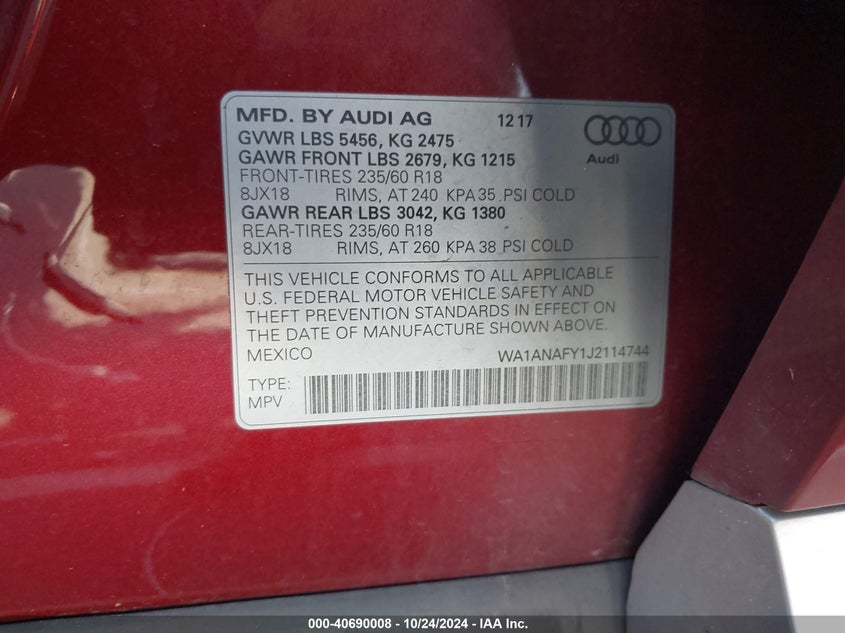 MFD. BY AUDI AG 12 17
GVWR LBS 5456, KG 2475
GAWR FRONT LBS 2679, KG 1215
FRONT-TIRES 235/60 R18
8JX18 RIMS, AT 240 KPA 35 PSI COLD
GAWR REAR LBS 3042, KG 1380
REAR-TIRES 235/60 R18
8JX18 RIMS, AT 260 KPA 38 PSI COLD
Audi
THIS VEHICLE CONFORMS TO ALL APPLICABLE
U.S. FEDERAL MOTOR VEHICLE SAFETY AND
THEFT PREVENTION STANDARDS IN EFFECT ON
THE DATE OF MANUFACTURE SHOWN ABOVE.
MEXICO WA1ANAFY1J2114744
TYPE:
MPV
000-40690008 - 10/24/2024 - IAA Inc.